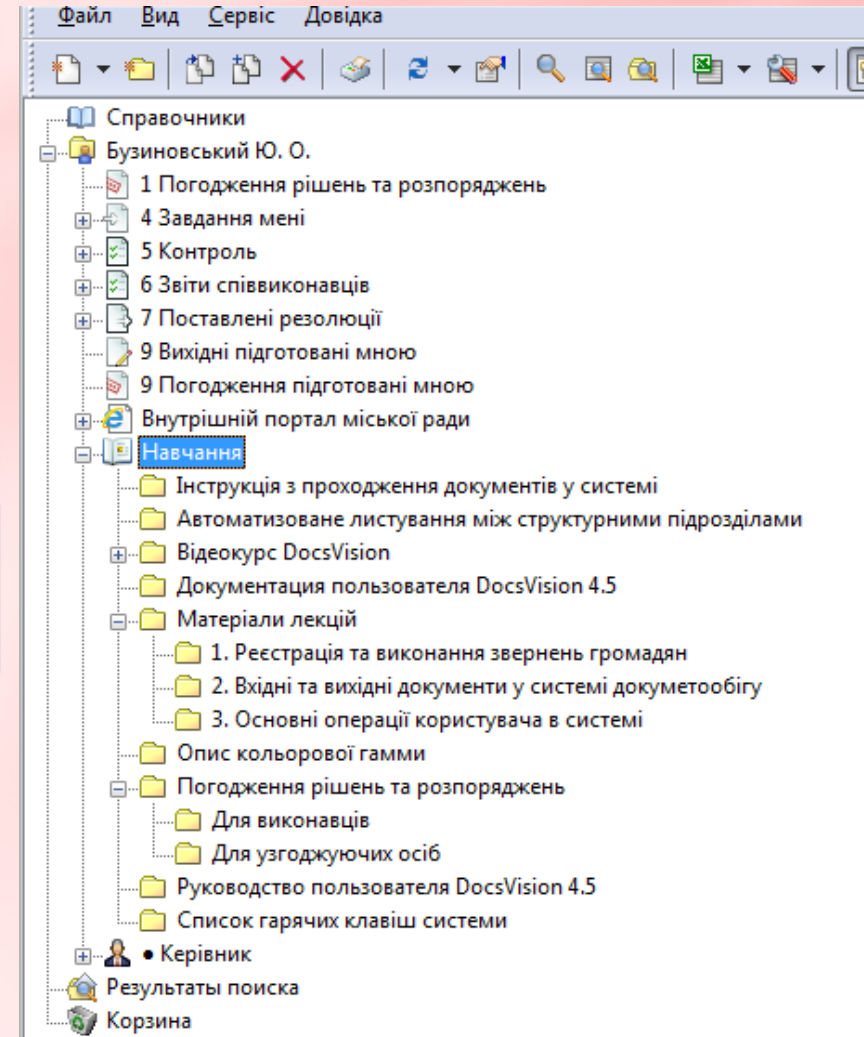 Файл Вид Сервіс Довідка
Справочники
Бузиновський Ю. О.
1 Погодження рішень та розпоряджень
4 Завдання мені
5 Контроль
6 Звіти співвиконавців
7 Поставлені резолюції
9 Вихідні підготовані мною
9 Погодження підготовані мною
Внутрішній портал міської ради
Навчання
Інструкція з проходження документів у системі
Автоматизоване листування між структурними підрозділами
Відеокурс DocsVision
Документация пользователя DocsVision 4.5
Матеріали лекцій
1. Реєстрація та виконання звернень громадян
2. Вхідні та вихідні документи у системі докуметообігу
3. Основні операції користувача в системі
Опис кольорової гамми
Погодження рішень та розпоряджень
Для виконавців
Для узгоджуючих осіб
Руководство пользователя DocsVision 4.5
Список гарячих клавіш системи
• Керівник
Результаты поиска
Корзина